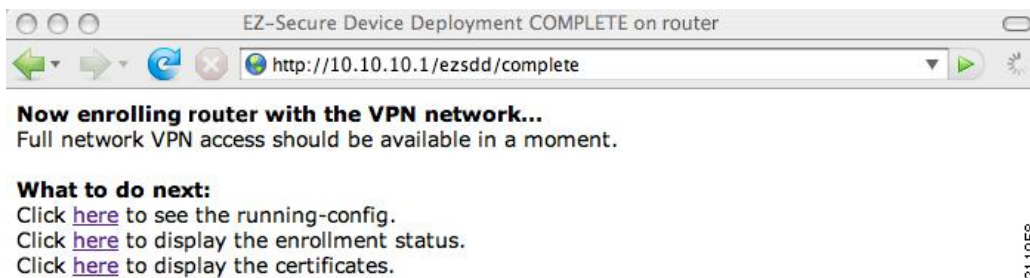 EZ-Secure Device Deployment COMPLETE on router
http://10.10.10.1/ezsdd/complete
Now enrolling router with the VPN network...
Full network VPN access should be available in a moment.
What to do next:
Click here to see the running-config.
Click here to display the enrollment status.
Click here to display the certificates.